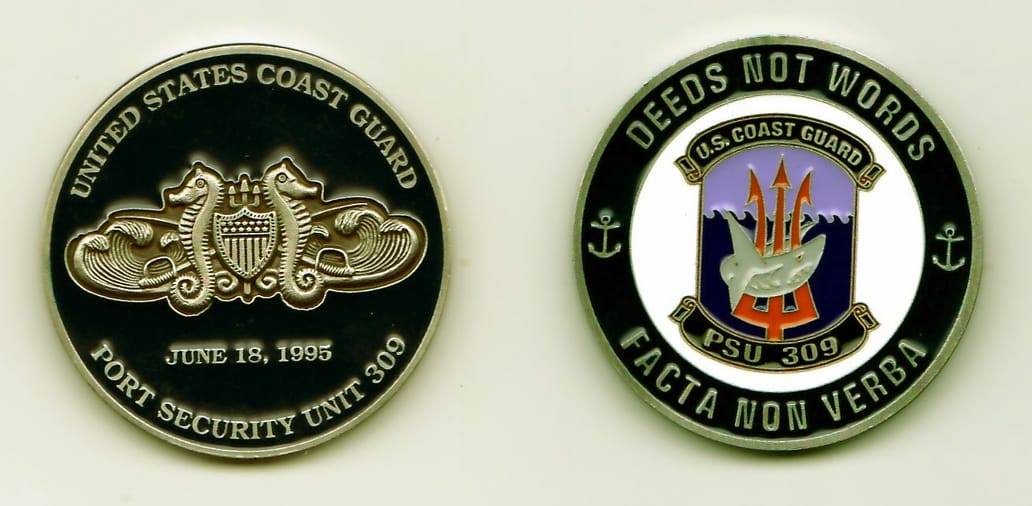 UNITED STATES COAST GUARD
JUNE 18, 1995
PORT SECURITY UNIT 309
DEEDS NOT WORDS
U.S. COAST GUARD
PSU 309
FACTA NON VERBA